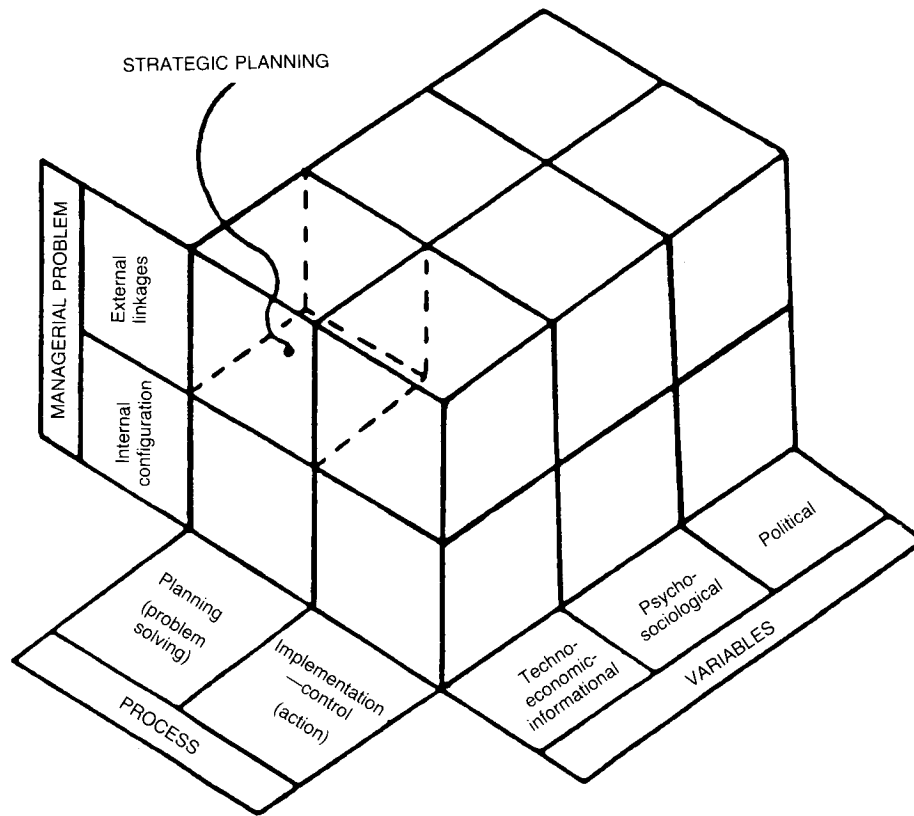 STRATEGIC PLANNING
MANAGERIAL PROBLEM
External
linkages
Internal
configuration
Planning
(problem
solving)
Implementation
—control
(action)
PROCESS
Techno-
economic-
informational
Psycho-
sociological
Political
VARIABLES